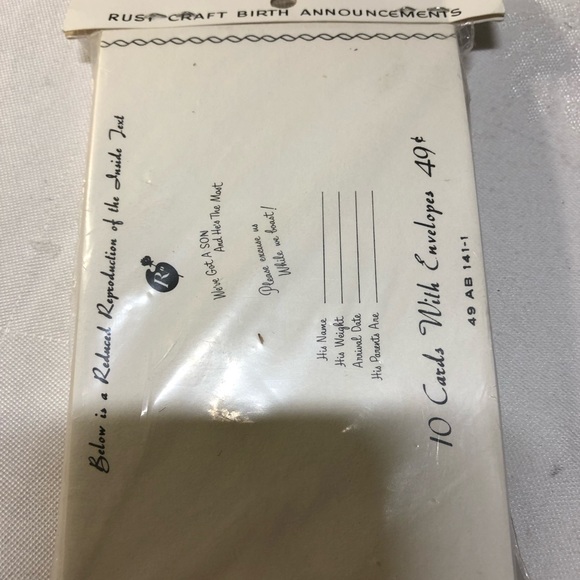 RUST CRAFT BIRTH ANNOUNCEMENTS
Below is a Reduced Reproduction of the Inside Text
R
We've Got A SON
And He's The Most
Please excuse us
While we boast!
His Name
His Weight
Arrival Date
His Parents Are
10 Cards With Envelopes 49¢
49 AB 141-1